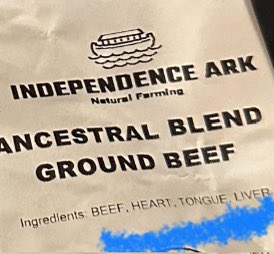 INDEPENDENCE ARK
Natural Farming
ANCESTRAL BLEND
GROUND BEEF
Ingredients: BEEF, HEART, TONGUE, LIVER